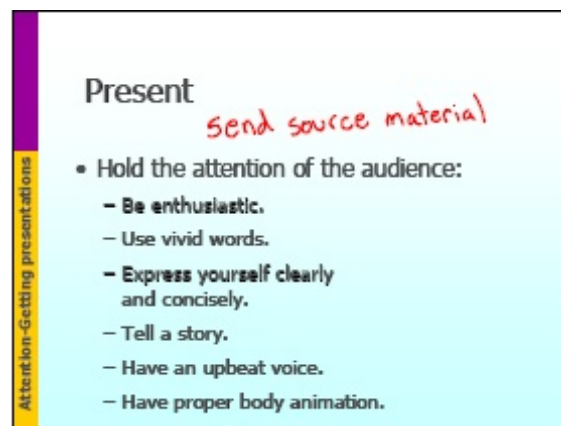 Present
send source material
• Hold the attention of the audience:
– Be enthusiastic.
– Use vivid words.
– Express yourself clearly
and concisely.
– Tell a story.
– Have an upbeat voice.
– Have proper body animation.
Attention-Getting presentations